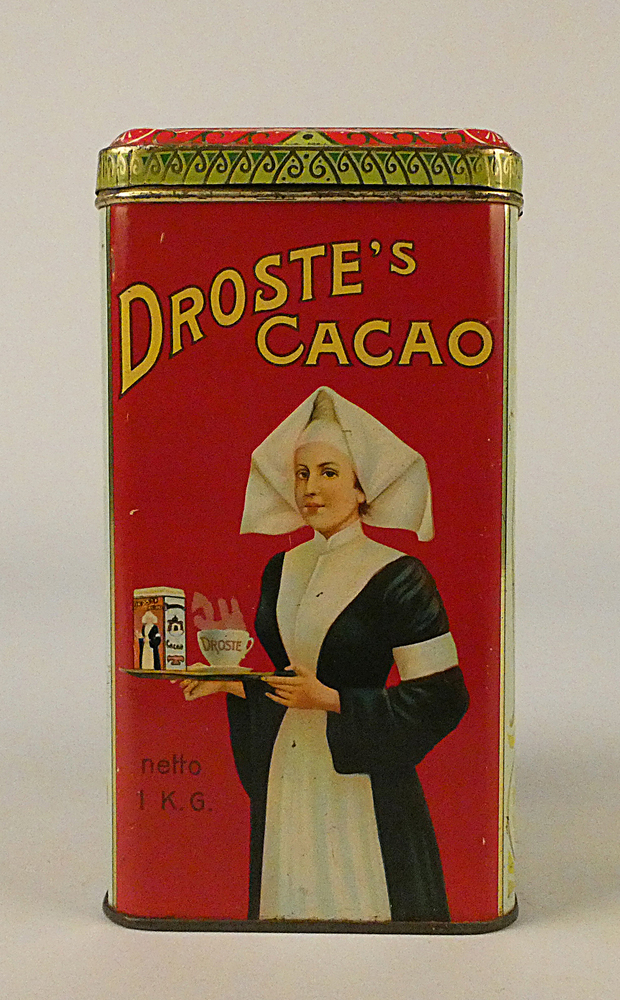 DROSTE'S
CACAO
DROSTE
netto
1 K.G.